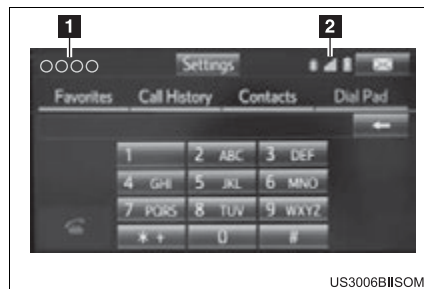 1 2
○○○○ Settings
Favorites Call History Contacts Dial Pad
1 2 ABC 3 DEF
4 GHI 5 JKL 6 MNO
7 PQRS 8 TUV 9 WXYZ
* + 0 #
US3006BⅡSOM